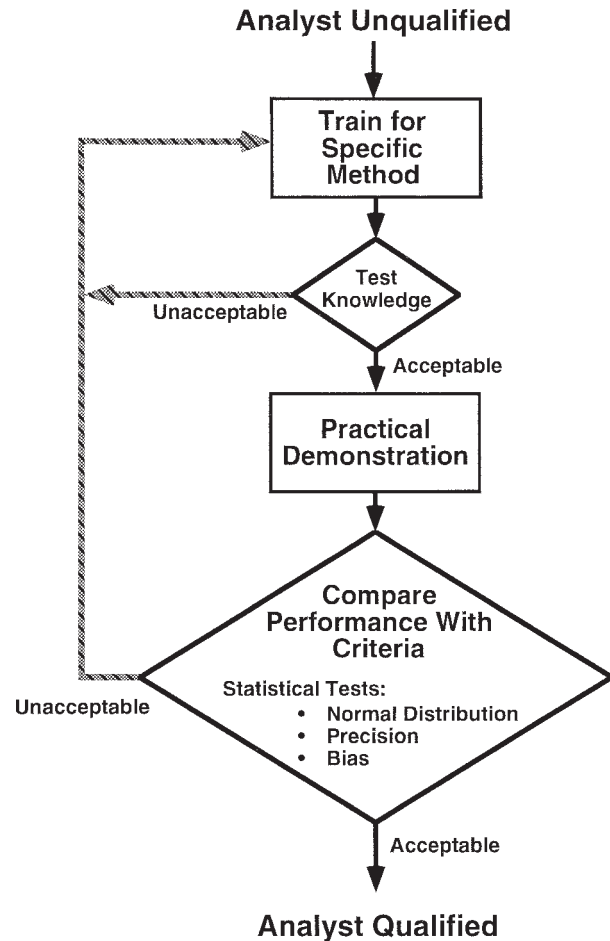 Analyst Unqualified
Train for
Specific
Method
Test
Knowledge
Unacceptable
Acceptable
Practical
Demonstration
Compare
Performance With
Criteria
Statistical Tests:
• Normal Distribution
• Precision
• Bias
Unacceptable
Acceptable
Analyst Qualified